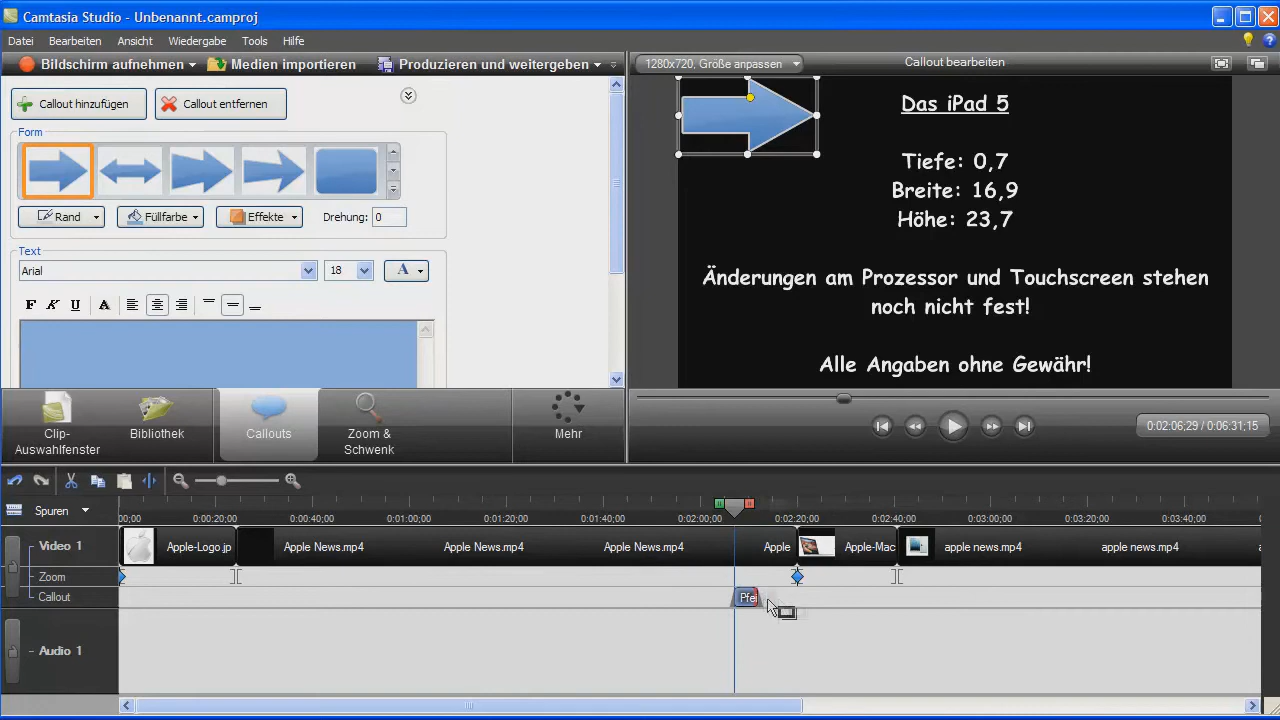 Camtasia Studio - Unbenannt.camproj
Datei Bearbeiten Ansicht Wiedergabe Tools Hilfe
Bildschirm aufnehmen Medien importieren Produzieren und weitergeben
1280x720, Größe anpassen Callout bearbeiten
Callout hinzufügen Callout entfernen
Form
Rand Füllfarbe Effekte Drehung: 0
Text
Arial 18 A
F K U A
Das iPad 5
Tiefe: 0,7
Breite: 16,9
Höhe: 23,7
Änderungen am Prozessor und Touchscreen stehen
noch nicht fest!
Alle Angaben ohne Gewähr!
Clip-
Auswahlfenster
Bibliothek
Callouts
Zoom &
Schwenk
Mehr
0:02:06;29 / 0:06:31;15
Spuren
00;00 0:00:20;00 0:00:40;00 0:01:00;00 0:01:20;00 0:01:40;00 0:02:00;00 0:02:20;00 0:02:40;00 0:03:00;00 0:03:20;00 0:03:40;00
Video 1 Apple-Logo.jp Apple News.mp4 Apple News.mp4 Apple News.mp4 Apple Apple-Mac apple news.mp4 apple news.mp4 a
Zoom
Callout Pfei
Audio 1